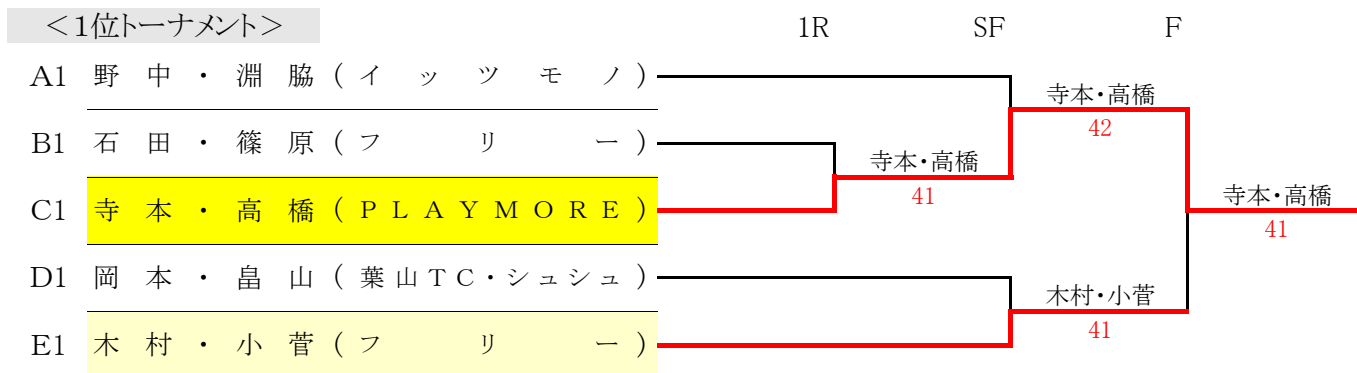 ＜1位トーナメント＞ 1R SF F
A1 野中・淵脇(イッツモノ)
寺本・高橋
42
B1 石田・篠原(フリー)
寺本・高橋
41
C1 寺本・高橋(PLAYMORE)
寺本・高橋
41
D1 岡本・畠山(葉山TC・シュシュ)
木村・小菅
41
E1 木村・小菅(フリー)